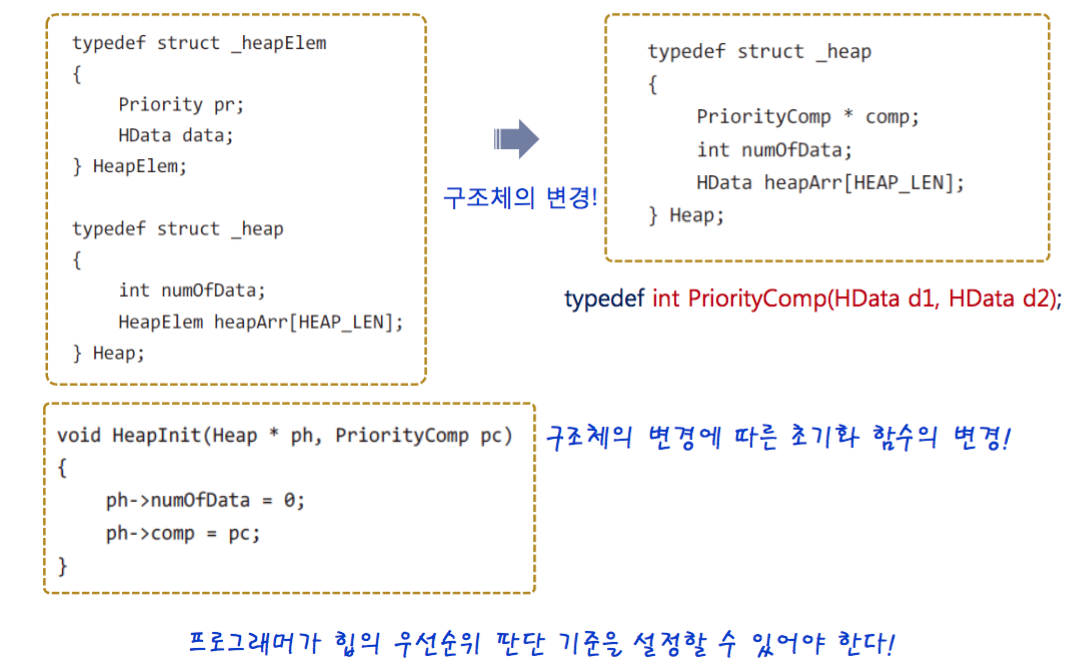 typedef struct _heapElem
{
    Priority pr;
    HData data;
} HeapElem;
typedef struct _heap
{
    int numOfData;
    HeapElem heapArr[HEAP_LEN];
} Heap;
구조체의 변경!
typedef struct _heap
{
    PriorityComp * comp;
    int numOfData;
    HData heapArr[HEAP_LEN];
} Heap;
typedef int PriorityComp(HData d1, HData d2);
void HeapInit(Heap * ph, PriorityComp pc)
{
    ph->numOfData = 0;
    ph->comp = pc;
}
구조체의 변경에 따른 초기화 함수의 변경!
프로그래머가 힙의 우선순위 판단 기준을 설정할 수 있어야 한다!